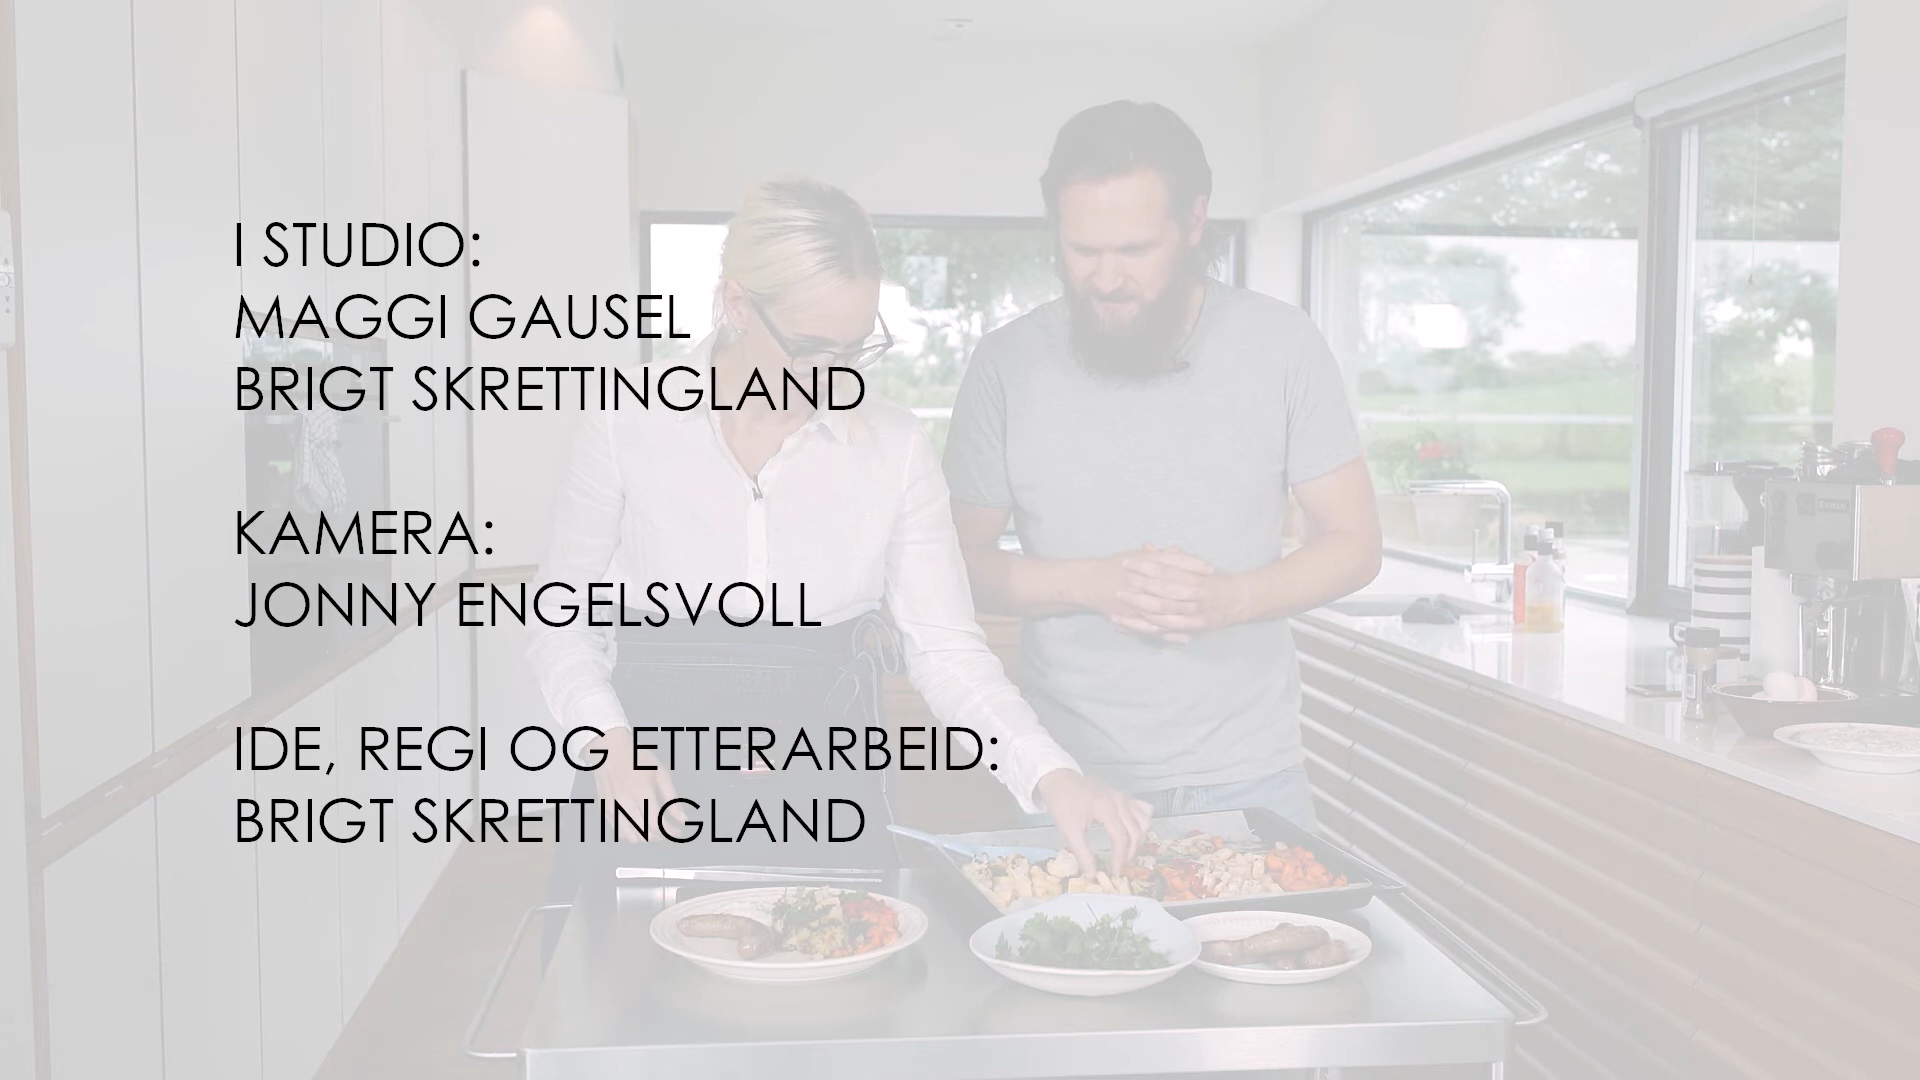 I STUDIO:
MAGGI GAUSEL
BRIGT SKRETTINGLAND
KAMERA:
JONNY ENGELSVOLL
IDE, REGI OG ETTERARBEID:
BRIGT SKRETTINGLAND